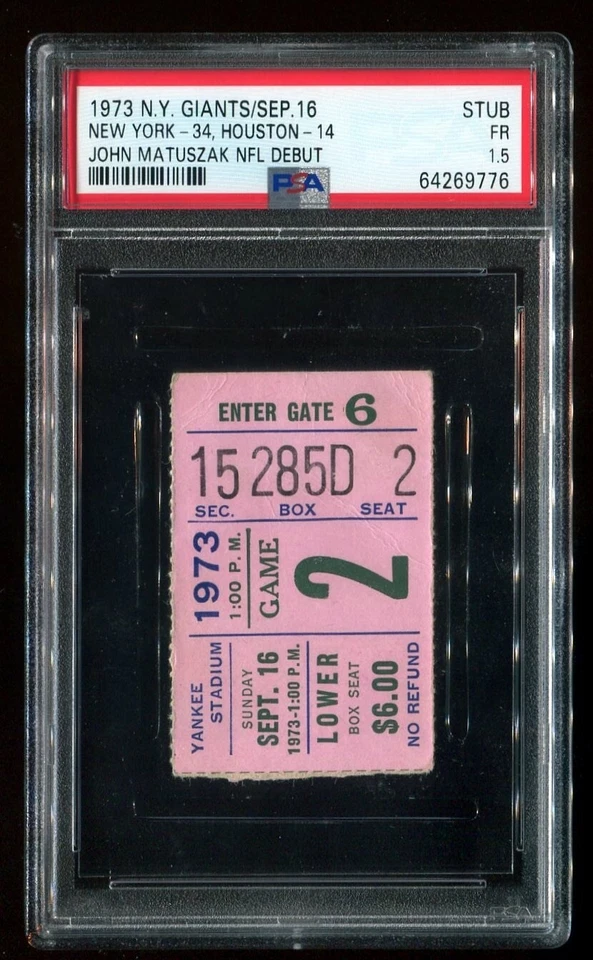 1973 N.Y. GIANTS/SEP.16 STUB
NEW YORK - 34, HOUSTON - 14 FR
JOHN MATUSZAK NFL DEBUT 1.5
PSA 64269776
ENTER GATE 6
15 285D 2
SEC. BOX SEAT
1973
1:00 P.M.
GAME
2
YANKEE
STADIUM
SUNDAY
SEPT. 16
1973-1:00 P.M.
LOWER
BOX SEAT
$6.00
NO REFUND
PSA